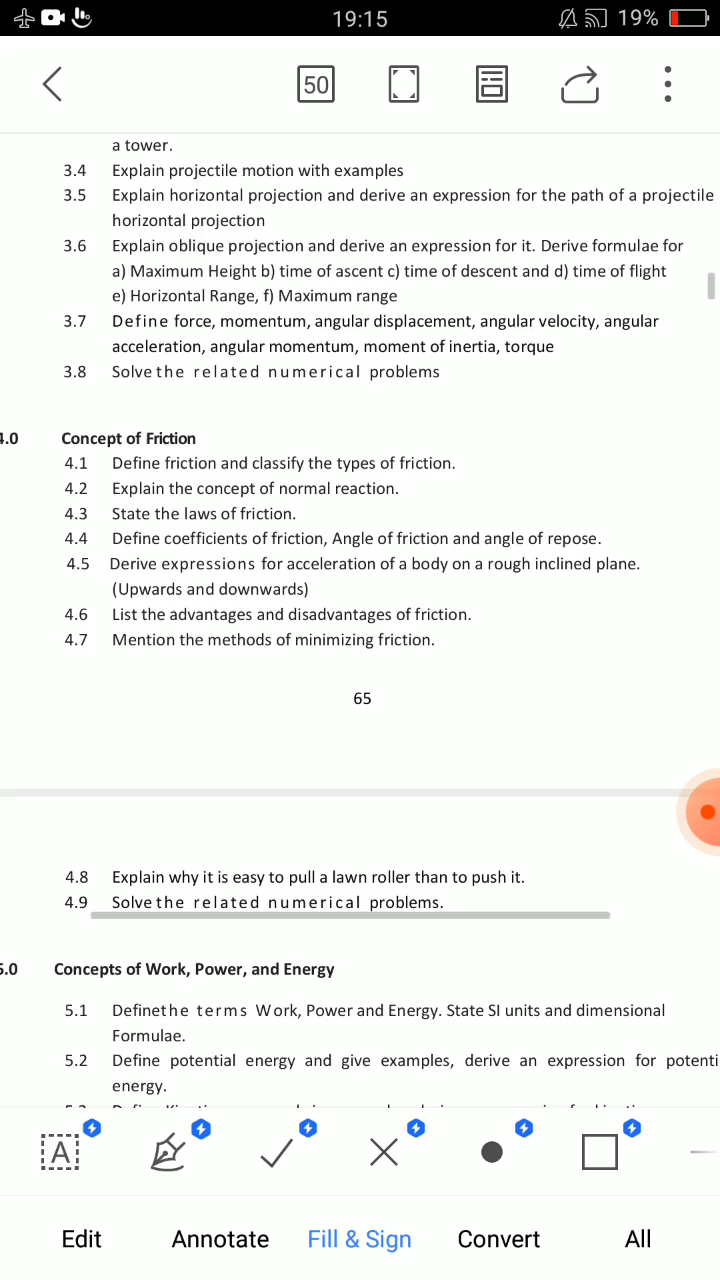 19:15
19%
50
a tower.
3.4 Explain projectile motion with examples
3.5 Explain horizontal projection and derive an expression for the path of a projectile
horizontal projection
3.6 Explain oblique projection and derive an expression for it. Derive formulae for
a) Maximum Height b) time of ascent c) time of descent and d) time of flight
e) Horizontal Range, f) Maximum range
3.7 Define force, momentum, angular displacement, angular velocity, angular
acceleration, angular momentum, moment of inertia, torque
3.8 Solve the related numerical problems
4.0 Concept of Friction
4.1 Define friction and classify the types of friction.
4.2 Explain the concept of normal reaction.
4.3 State the laws of friction.
4.4 Define coefficients of friction, Angle of friction and angle of repose.
4.5 Derive expressions for acceleration of a body on a rough inclined plane.
(Upwards and downwards)
4.6 List the advantages and disadvantages of friction.
4.7 Mention the methods of minimizing friction.
65
4.8 Explain why it is easy to pull a lawn roller than to push it.
4.9 Solve the related numerical problems.
5.0 Concepts of Work, Power, and Energy
5.1 Definethe terms Work, Power and Energy. State SI units and dimensional
Formulae.
5.2 Define potential energy and give examples, derive an expression for potenti
energy.
A
Edit Annotate Fill & Sign Convert All